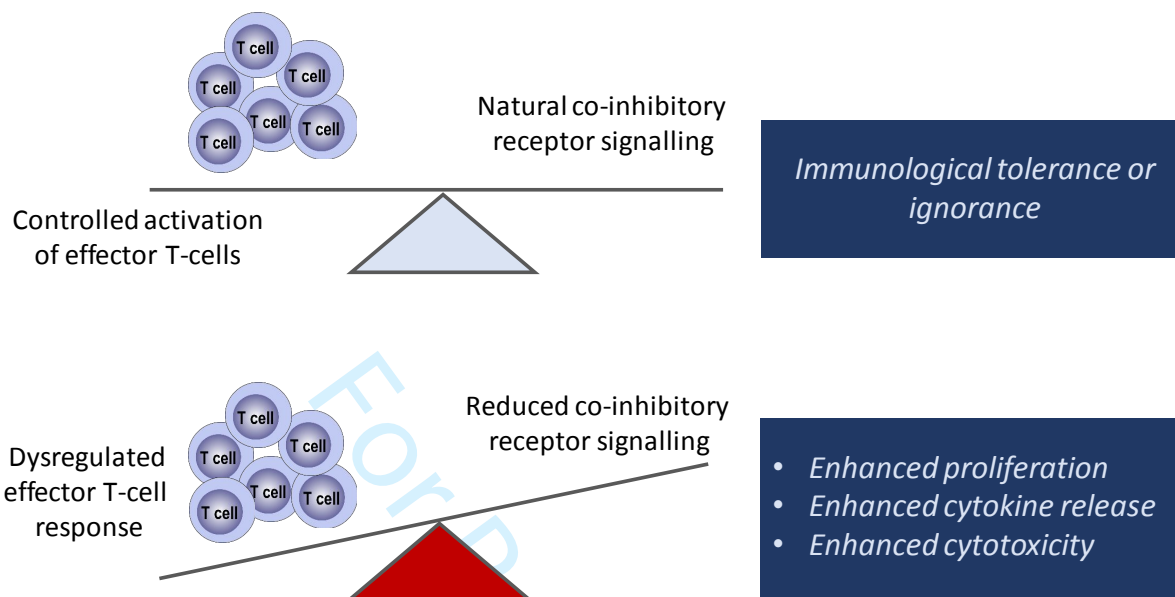 T cell
T cell
T cell
T cell
T cell
T cell
Natural co-inhibitory
receptor signalling
Controlled activation
of effector T-cells
Immunological tolerance or
ignorance
T cell
T cell
T cell
T cell
T cell
T cell
Reduced co-inhibitory
receptor signalling
Dysregulated
effector T-cell
response
• Enhanced proliferation
• Enhanced cytokine release
• Enhanced cytotoxicity
For